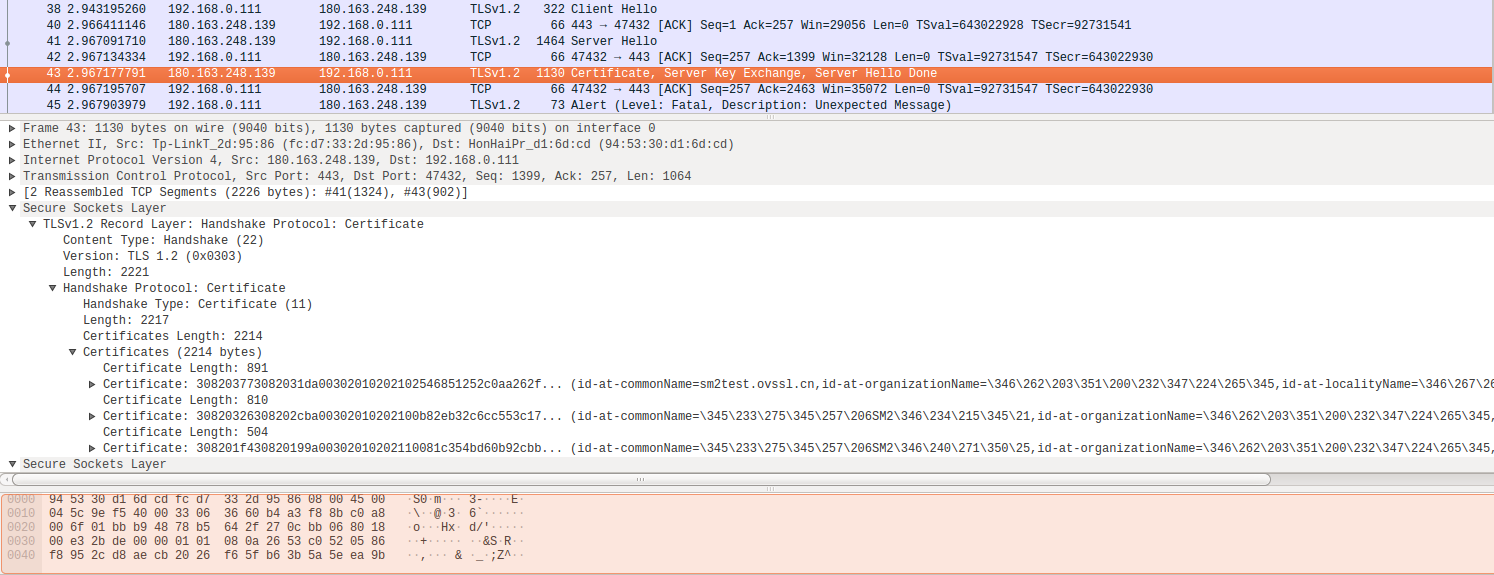 38 2.943195260 192.168.0.111 180.163.248.139 TLSv1.2 322 Client Hello
40 2.966411146 180.163.248.139 192.168.0.111 TCP 66 443 → 47432 [ACK] Seq=1 Ack=257 Win=29056 Len=0 TSval=643022928 TSecr=92731541
41 2.967091710 180.163.248.139 192.168.0.111 TLSv1.2 1464 Server Hello
42 2.967134334 192.168.0.111 180.163.248.139 TCP 66 47432 → 443 [ACK] Seq=257 Ack=1399 Win=32128 Len=0 TSval=92731547 TSecr=643022930
43 2.967177791 180.163.248.139 192.168.0.111 TLSv1.2 1130 Certificate, Server Key Exchange, Server Hello Done
44 2.967195707 192.168.0.111 180.163.248.139 TCP 66 47432 → 443 [ACK] Seq=257 Ack=2463 Win=35072 Len=0 TSval=92731547 TSecr=643022930
45 2.967903979 192.168.0.111 180.163.248.139 TLSv1.2 73 Alert (Level: Fatal, Description: Unexpected Message)
Frame 43: 1130 bytes on wire (9040 bits), 1130 bytes captured (9040 bits) on interface 0
Ethernet II, Src: Tp-LinkT_2d:95:86 (fc:d7:33:2d:95:86), Dst: HonHaiPr_d1:6d:cd (94:53:30:d1:6d:cd)
Internet Protocol Version 4, Src: 180.163.248.139, Dst: 192.168.0.111
Transmission Control Protocol, Src Port: 443, Dst Port: 47432, Seq: 1399, Ack: 257, Len: 1064
[2 Reassembled TCP Segments (2226 bytes): #41(1324), #43(902)]
Secure Sockets Layer
TLSv1.2 Record Layer: Handshake Protocol: Certificate
Content Type: Handshake (22)
Version: TLS 1.2 (0x0303)
Length: 2221
Handshake Protocol: Certificate
Handshake Type: Certificate (11)
Length: 2217
Certificates Length: 2214
Certificates (2214 bytes)
Certificate Length: 891
Certificate: 308203773082031da00302010202102546851252c0aa262f... (id-at-commonName=sm2test.ovssl.cn,id-at-organizationName=\346\262\203\351\200\232\347\224\265\345,id-at-localityName=\346\267\26
Certificate Length: 810
Certificate: 30820326308202cba00302010202100b82eb32c6cc553c17... (id-at-commonName=\345\233\275\345\257\206SM2\346\234\215\345\21,id-at-organizationName=\346\262\203\351\200\232\347\224\265\345,
Certificate Length: 504
Certificate: 308201f430820199a00302010202110081c354bd60b92cbb... (id-at-commonName=\345\233\275\345\257\206SM2\346\240\271\350\25,id-at-organizationName=\346\262\203\351\200\232\347\224\265\345,
Secure Sockets Layer
0000 94 53 30 d1 6d cd fc d7 33 2d 95 86 08 00 45 00 ·S0·m··· 3-····E·
0010 04 5c 9e f5 40 00 33 06 36 60 b4 a3 f8 8b c0 a8 ·\··@·3· 6`······
0020 00 6f 01 bb b9 48 78 b5 64 2f 27 0c bb 06 80 18 ·o···Hx· d/'·····
0030 00 e3 2b de 00 00 01 01 08 0a 26 53 c0 52 05 86 ··+····· ··&S·R··
0040 f8 95 2c d8 ae cb 20 26 f6 5f b6 3b 5a 5e ea 9b ··,··· & ·_·;Z^··